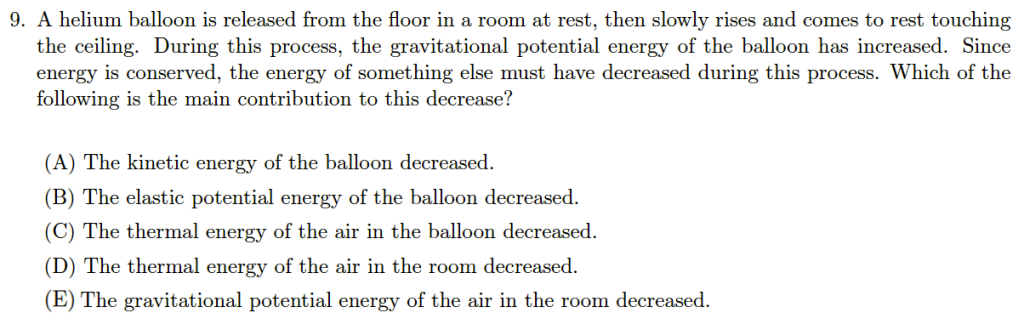 9. A helium balloon is released from the floor in a room at rest, then slowly rises and comes to rest touching
the ceiling. During this process, the gravitational potential energy of the balloon has increased. Since
energy is conserved, the energy of something else must have decreased during this process. Which of the
following is the main contribution to this decrease?
(A) The kinetic energy of the balloon decreased.
(B) The elastic potential energy of the balloon decreased.
(C) The thermal energy of the air in the balloon decreased.
(D) The thermal energy of the air in the room decreased.
(E) The gravitational potential energy of the air in the room decreased.